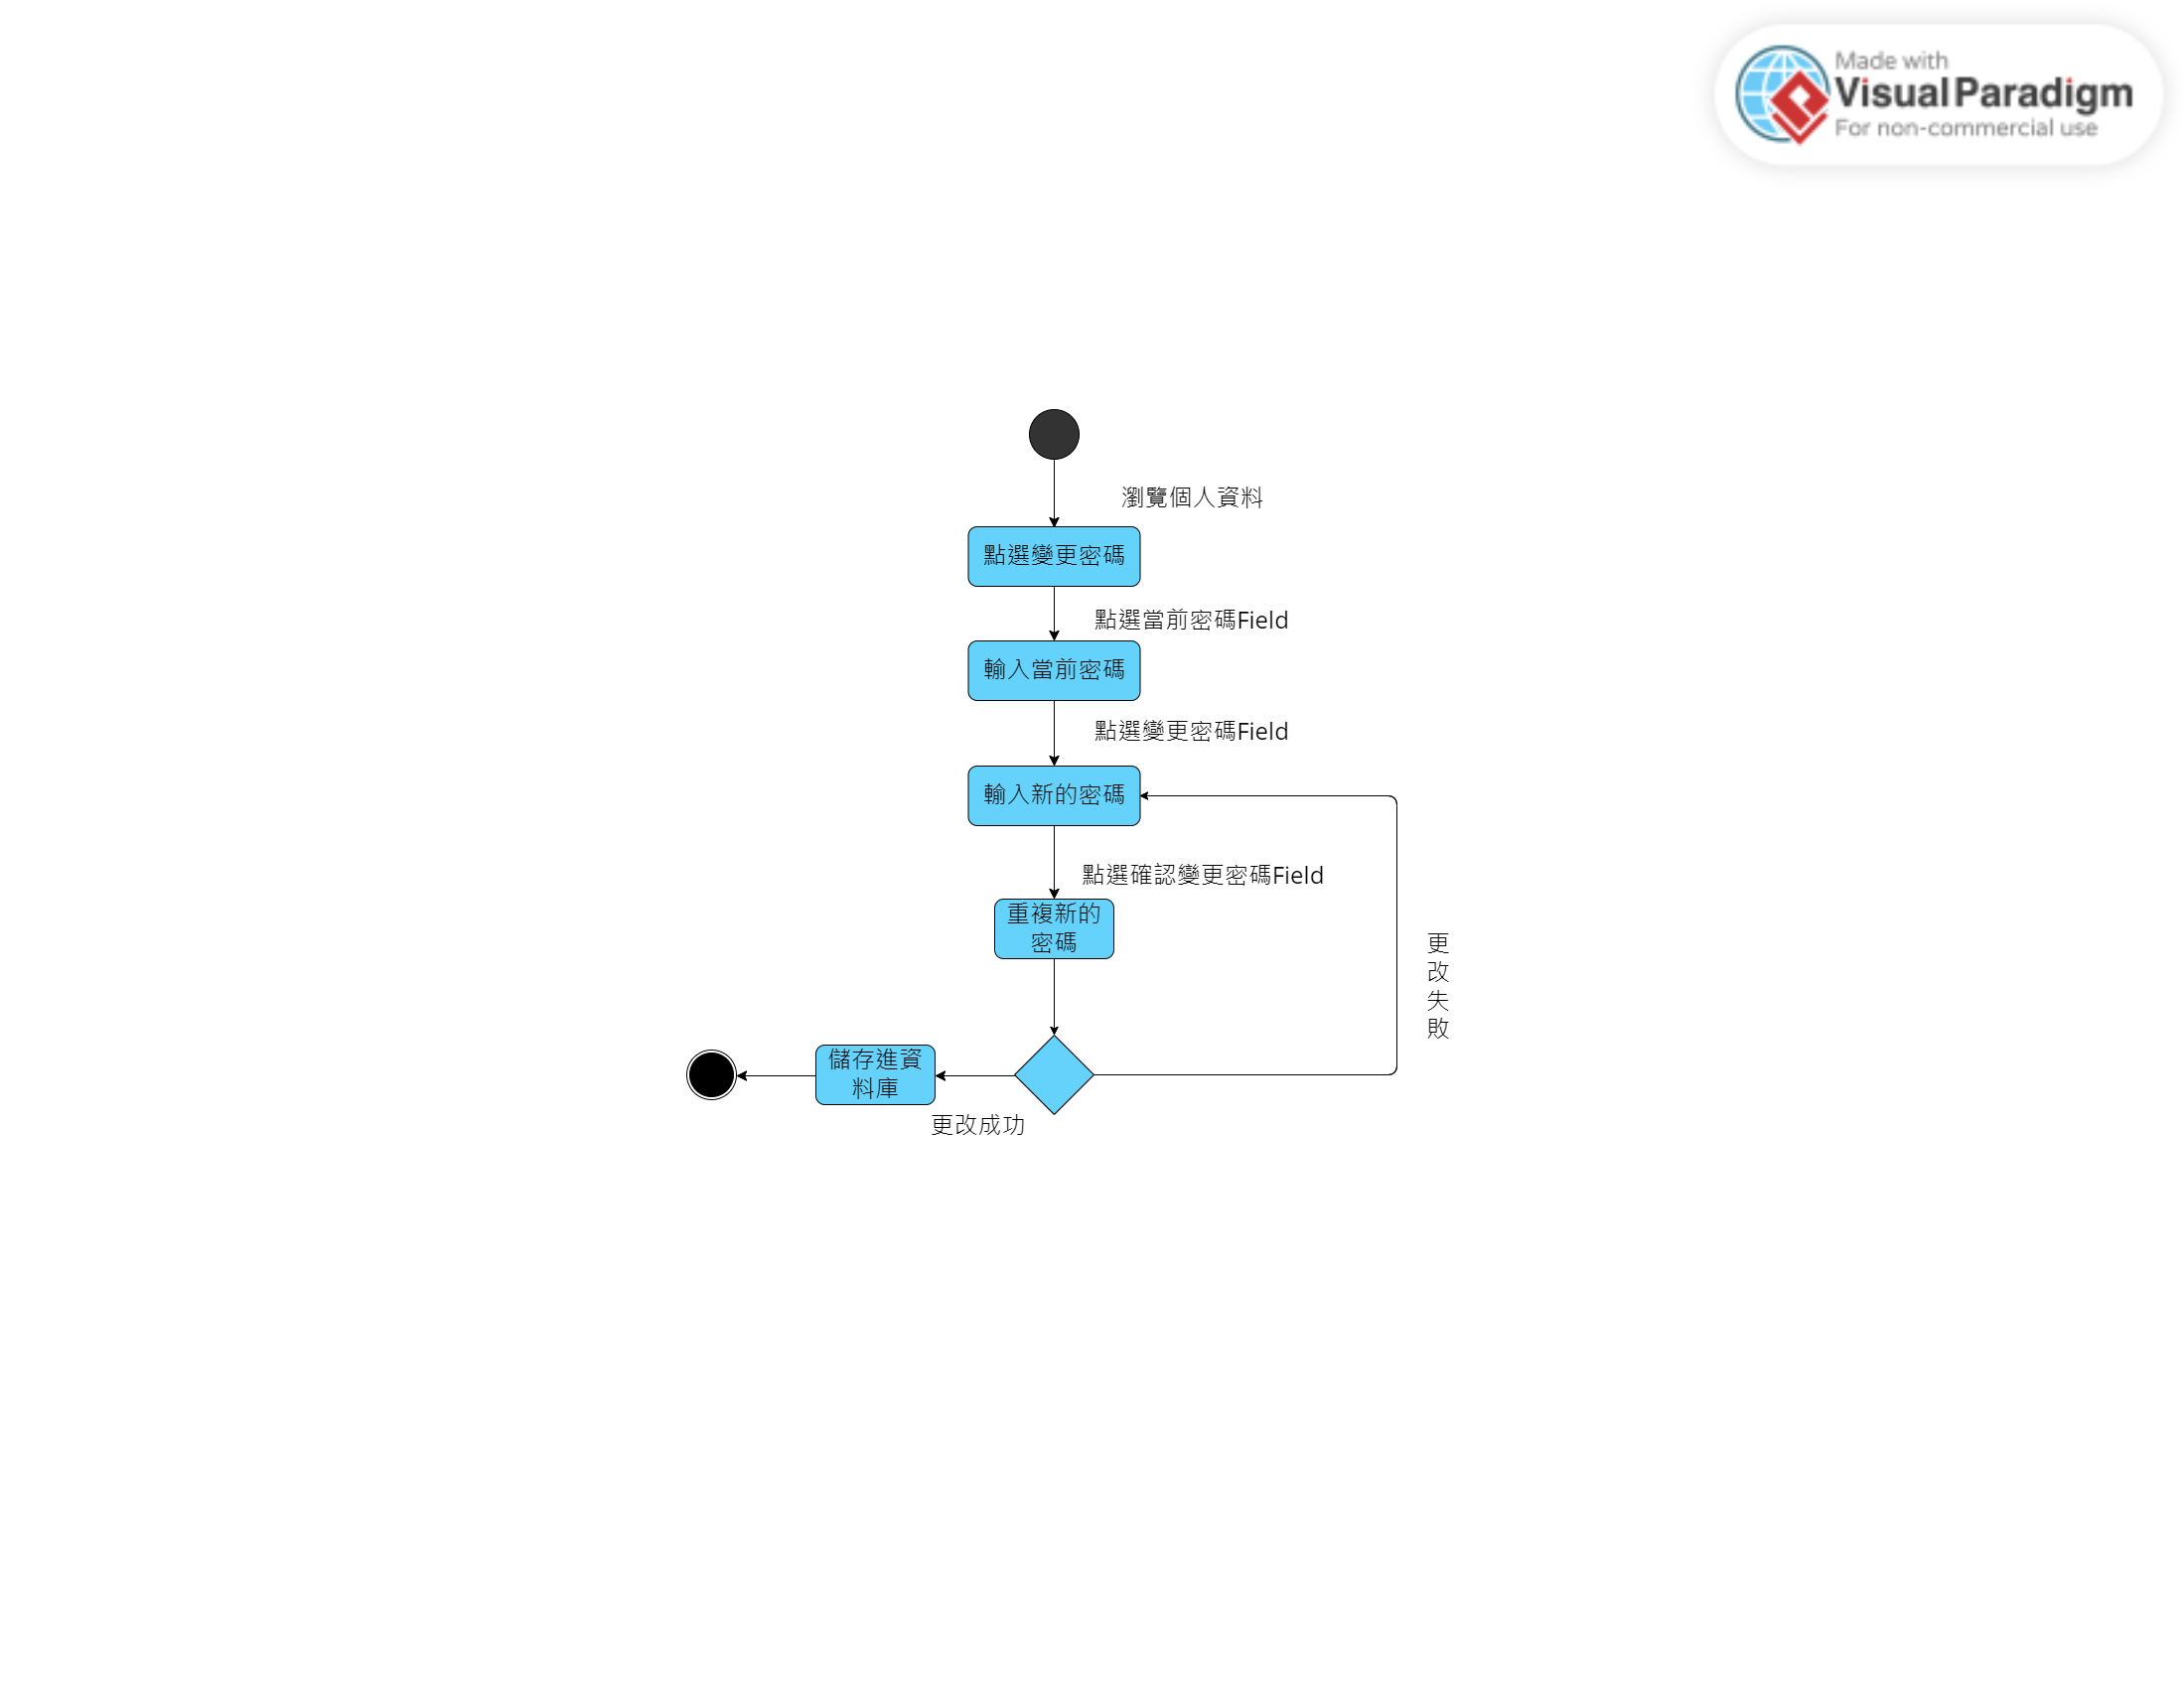 Made with
Visual Paradigm
For non-commercial use
瀏覽個人資料
點選變更密碼
點選當前密碼Field
輸入當前密碼
點選變更密碼Field
輸入新的密碼
點選確認變更密碼Field
重複新的
密碼
更
改
失
敗
儲存進資
料庫
更改成功